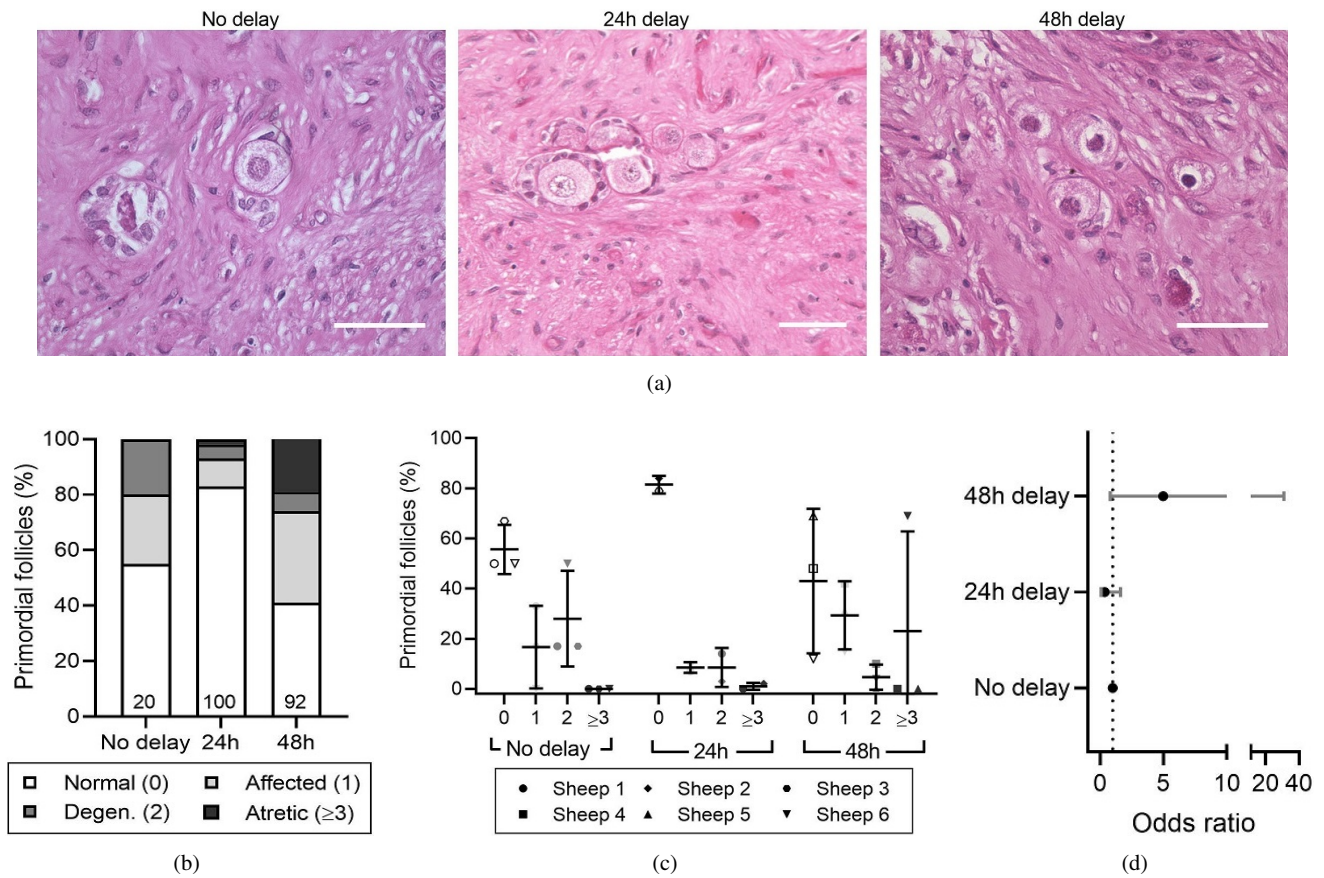 No delay
24h delay
48h delay
(a)
Primordial follicles (%)
100
80
60
40
20
0
20
100
92
No delay
24h
48h
Normal (0)
Affected (1)
Degen. (2)
Atretic (≥3)
(b)
Primordial follicles (%)
100
80
60
40
20
0
0 1 2 ≥3
0 1 2 ≥3
0 1 2 ≥3
No delay
24h
48h
Sheep 1
Sheep 2
Sheep 3
Sheep 4
Sheep 5
Sheep 6
(c)
48h delay
24h delay
No delay
0 5 10 20 40
Odds ratio
(d)